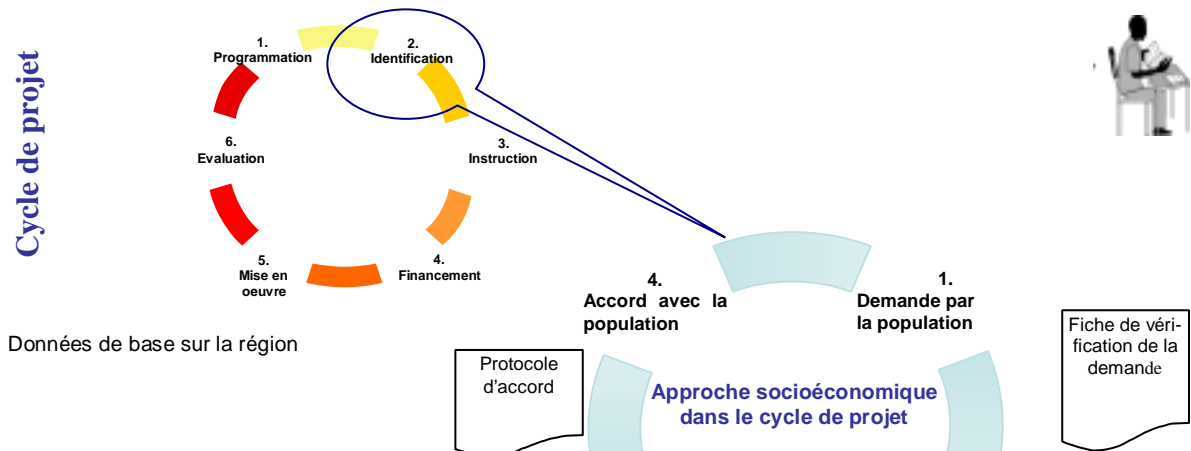 Cycle de projet
1.
Programmation
2.
Identification
3.
Instruction
4.
Financement
5.
Mise en
oeuvre
6.
Evaluation
Données de base sur la région
4.
Accord avec la
population
1.
Demande par
la population
Protocole
d'accord
Approche socioéconomique
dans le cycle de projet
Fiche de véri-
fication de la
demande